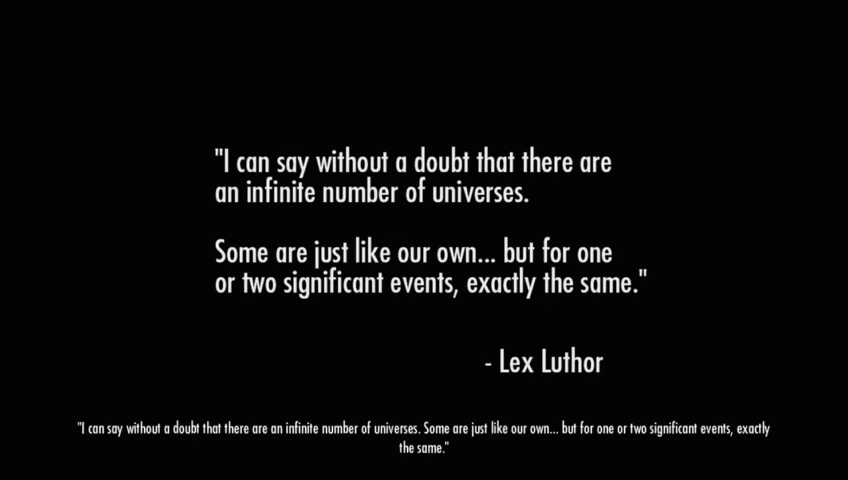 "I can say without a doubt that there are
an infinite number of universes.
Some are just like our own... but for one
or two significant events, exactly the same."
- Lex Luthor
"I can say without a doubt that there are an infinite number of universes. Some are just like our own... but for one or two significant events, exactly
the same."